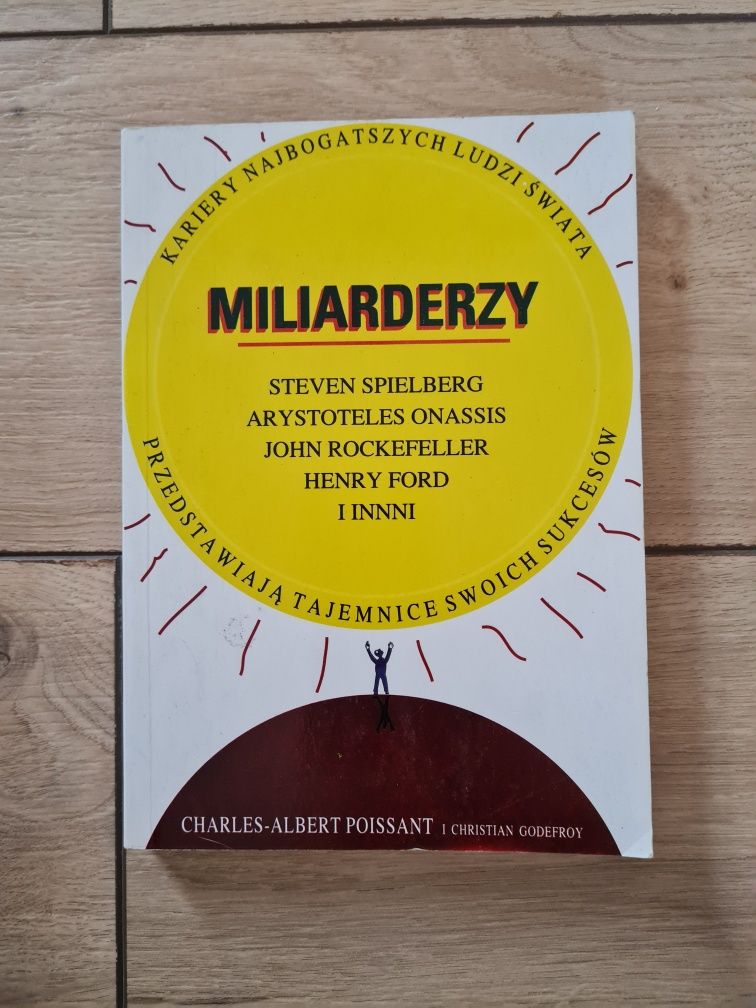 KARIERY NAJBOGATSZYCH LUDZI ŚWIATA
MILIARDERZY
STEVEN SPIELBERG
ARYSTOTELES ONASSIS
JOHN ROCKEFELLER
HENRY FORD
I INNNI
PRZEDSTAWIAJĄ TAJEMNICE SWOICH SUKCESÓW
CHARLES-ALBERT POISSANT I CHRISTIAN GODEFROY